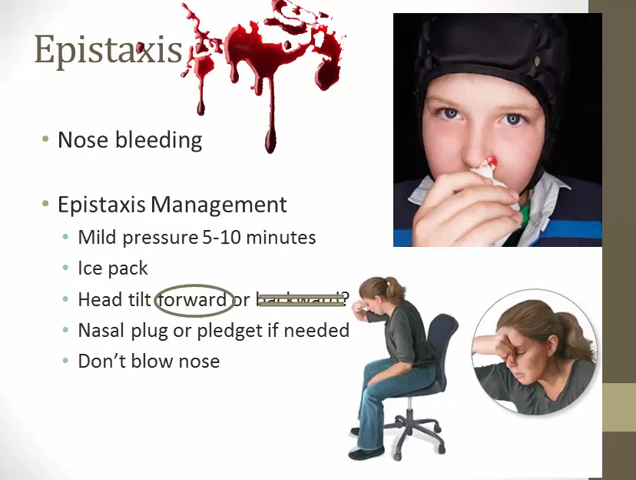 Epistaxis
• Nose bleeding
• Epistaxis Management
• Mild pressure 5-10 minutes
• Ice pack
• Head tilt forward or backward?
• Nasal plug or pledget if needed
• Don't blow nose